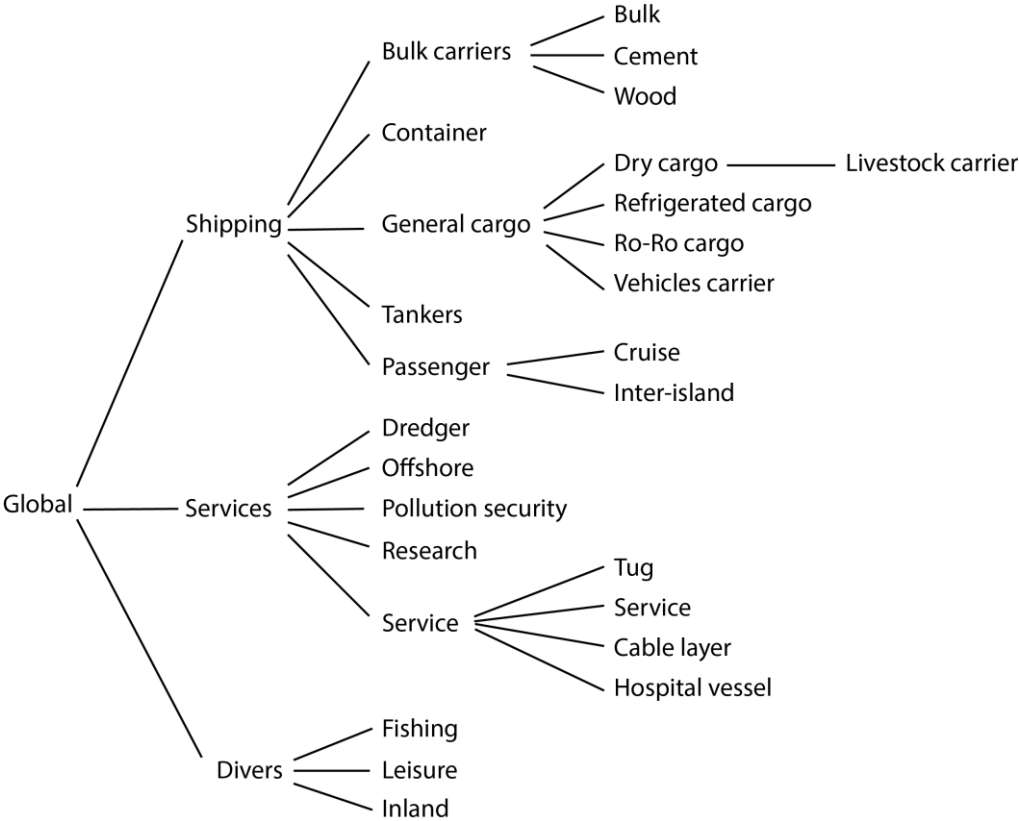 Global
Shipping
Bulk carriers
Bulk
Cement
Wood
Container
General cargo
Dry cargo
Livestock carrier
Refrigerated cargo
Ro-Ro cargo
Vehicles carrier
Tankers
Passenger
Cruise
Inter-island
Services
Dredger
Offshore
Pollution security
Research
Service
Tug
Service
Cable layer
Hospital vessel
Divers
Fishing
Leisure
Inland